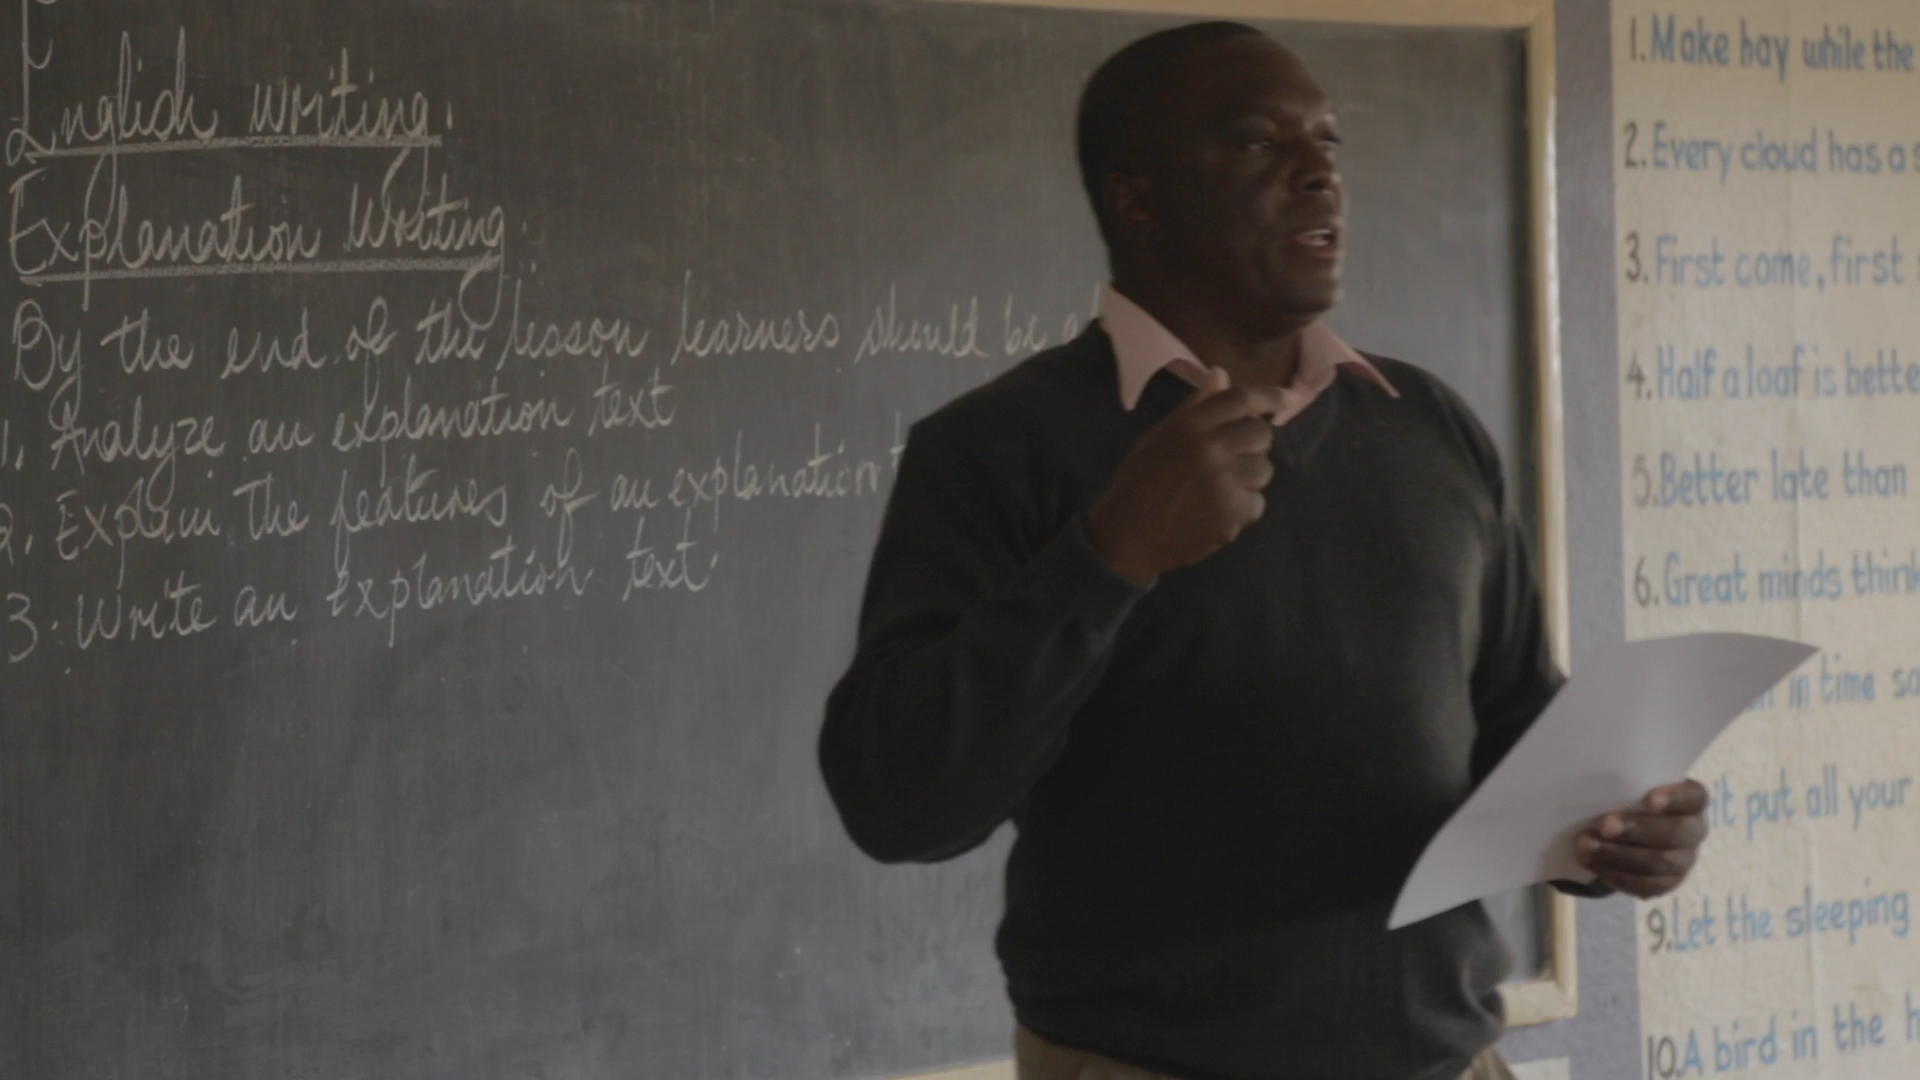 English Writing.
Explanation Writing.
By the end of the lesson learners should be
1. Analyze an explanation text
2. Explain the features of an explanation
3. Write an explanation text.
1. Make hay while the
2. Every cloud has a s
3. First come, first
4. Half a loaf is bette
5. Better late than
6. Great minds think
in time sa
put all your
9. Let the sleeping
10. A bird in the h